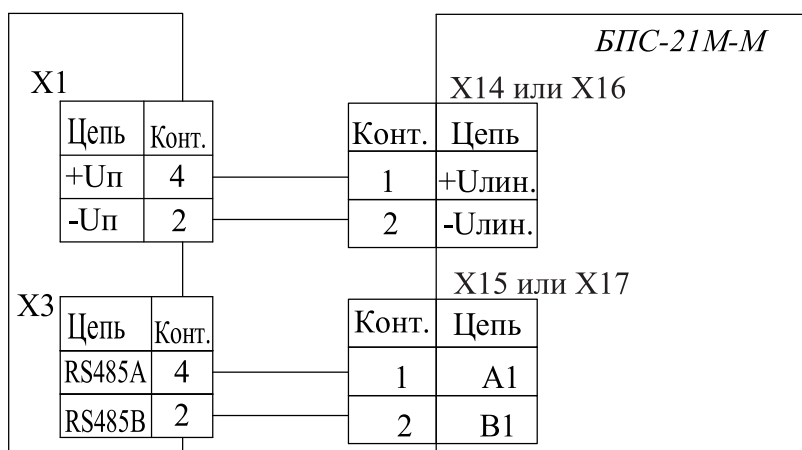 БПС-21М-М
X1
X14 или X16
Цепь Конт.
Конт. Цепь
+Uп 4
1 +Uлин.
-Uп 2
2 -Uлин.
X3
X15 или X17
Цепь Конт.
Конт. Цепь
RS485A 4
1 A1
RS485B 2
2 B1